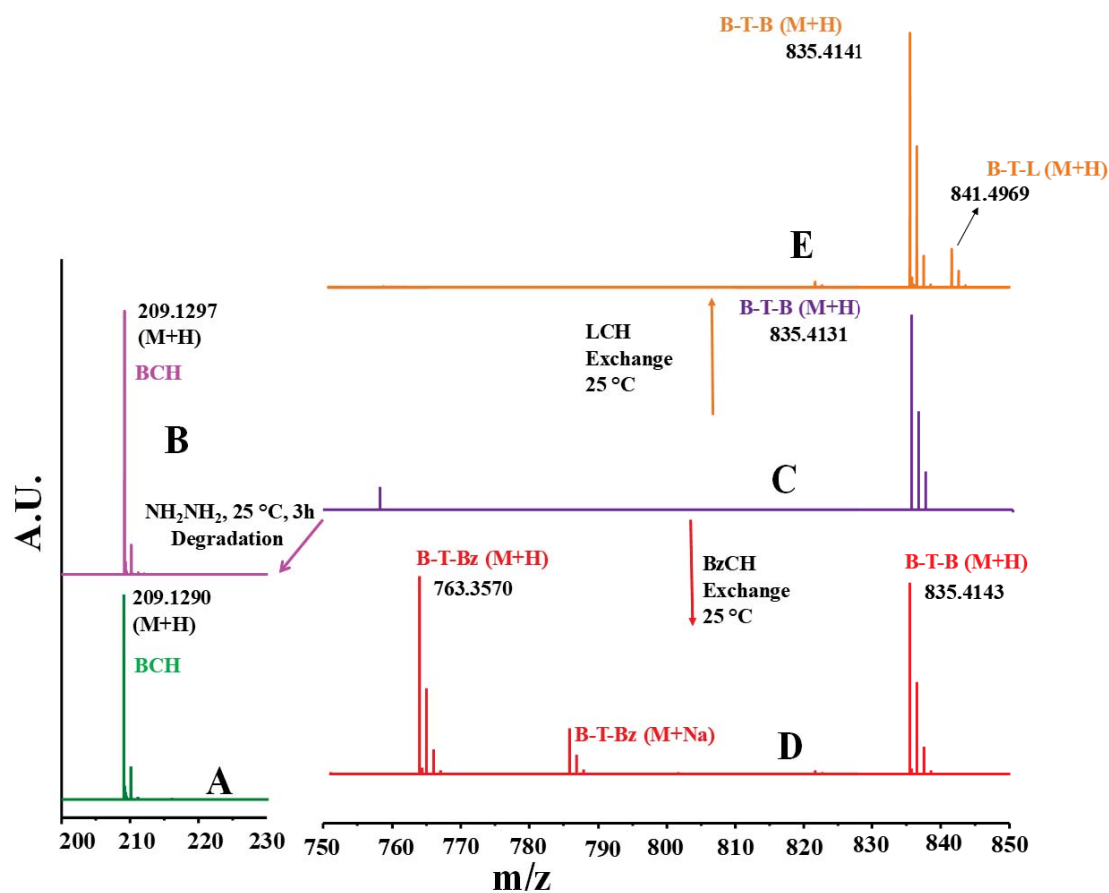 B-T-B (M+H)
835.4141
B-T-L (M+H)
841.4969
E
209.1297
(M+H)
BCH
B
LCH
Exchange
25 °C
B-T-B (M+H)
835.4131
C
NH₂NH₂, 25 °C, 3h
Degradation
209.1290
(M+H)
BCH
A
B-T-Bz (M+H)
763.3570
BzCH
Exchange
25 °C
B-T-B (M+H)
835.4143
B-T-Bz (M+Na)
D
A.U.
200 210 220 230
750 760 770 780 790 800 810 820 830 840 850
m/z